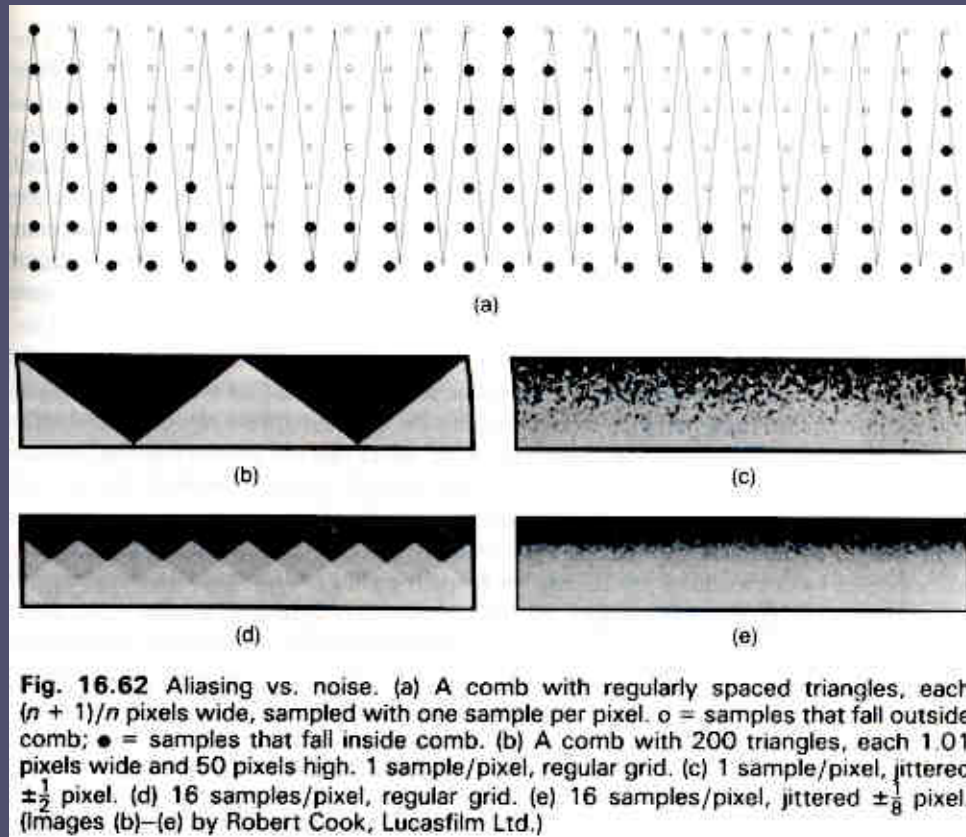 (a)
(b)
(c)
(d)
(e)
Fig. 16.62 Aliasing vs. noise. (a) A comb with regularly spaced triangles, each
(n + 1)/n pixels wide, sampled with one sample per pixel. o = samples that fall outside
comb; ● = samples that fall inside comb. (b) A comb with 200 triangles, each 1.01
pixels wide and 50 pixels high. 1 sample/pixel, regular grid. (c) 1 sample/pixel, jittered
±1/2 pixel. (d) 16 samples/pixel, regular grid. (e) 16 samples/pixel, jittered ±1/8 pixel
(Images (b)–(e) by Robert Cook, Lucasfilm Ltd.)